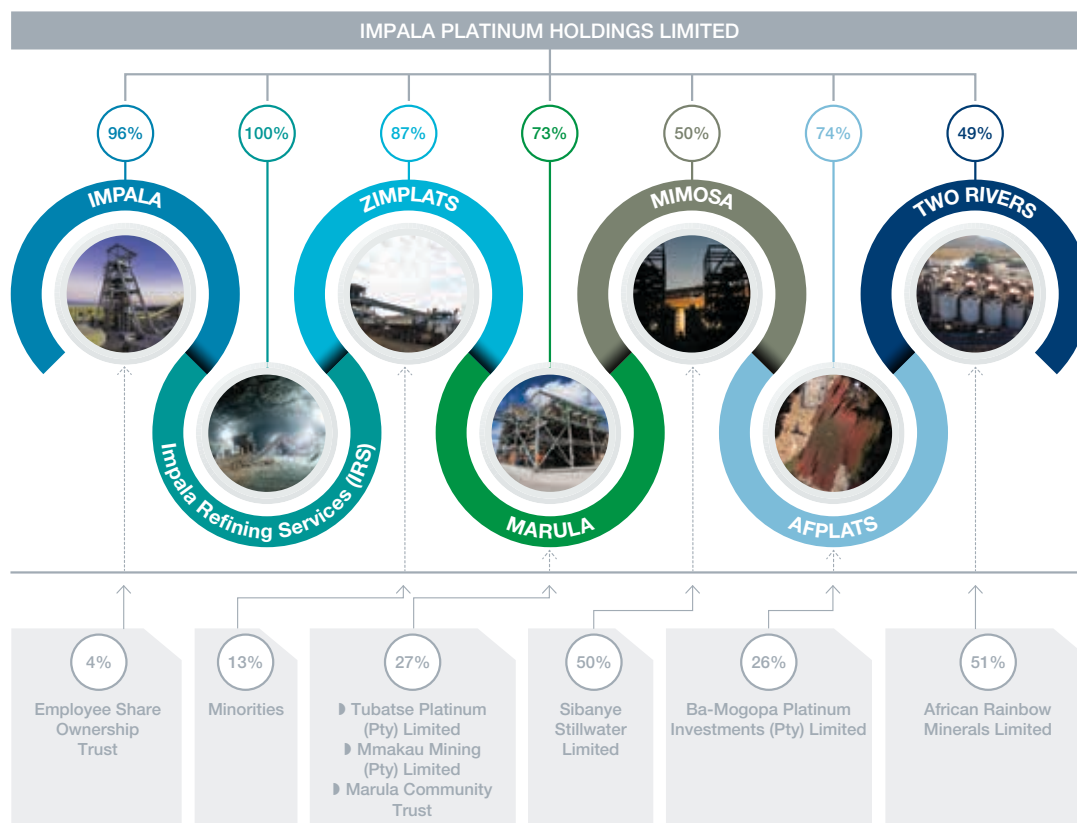 IMPALA PLATINUM HOLDINGS LIMITED
96%
100%
87%
73%
50%
74%
49%
IMPALA
ZIMPLATS
MIMOSA
TWO RIVERS
Impala Refining Services (IRS)
MARULA
AFPLATS
4%
Employee Share
Ownership
Trust
13%
Minorities
27%
◗ Tubatse Platinum
(Pty) Limited
◗ Mmakau Mining
(Pty) Limited
◗ Marula Community
Trust
50%
Sibanye
Stillwater
Limited
26%
Ba-Mogopa Platinum
Investments (Pty) Limited
51%
African Rainbow
Minerals Limited